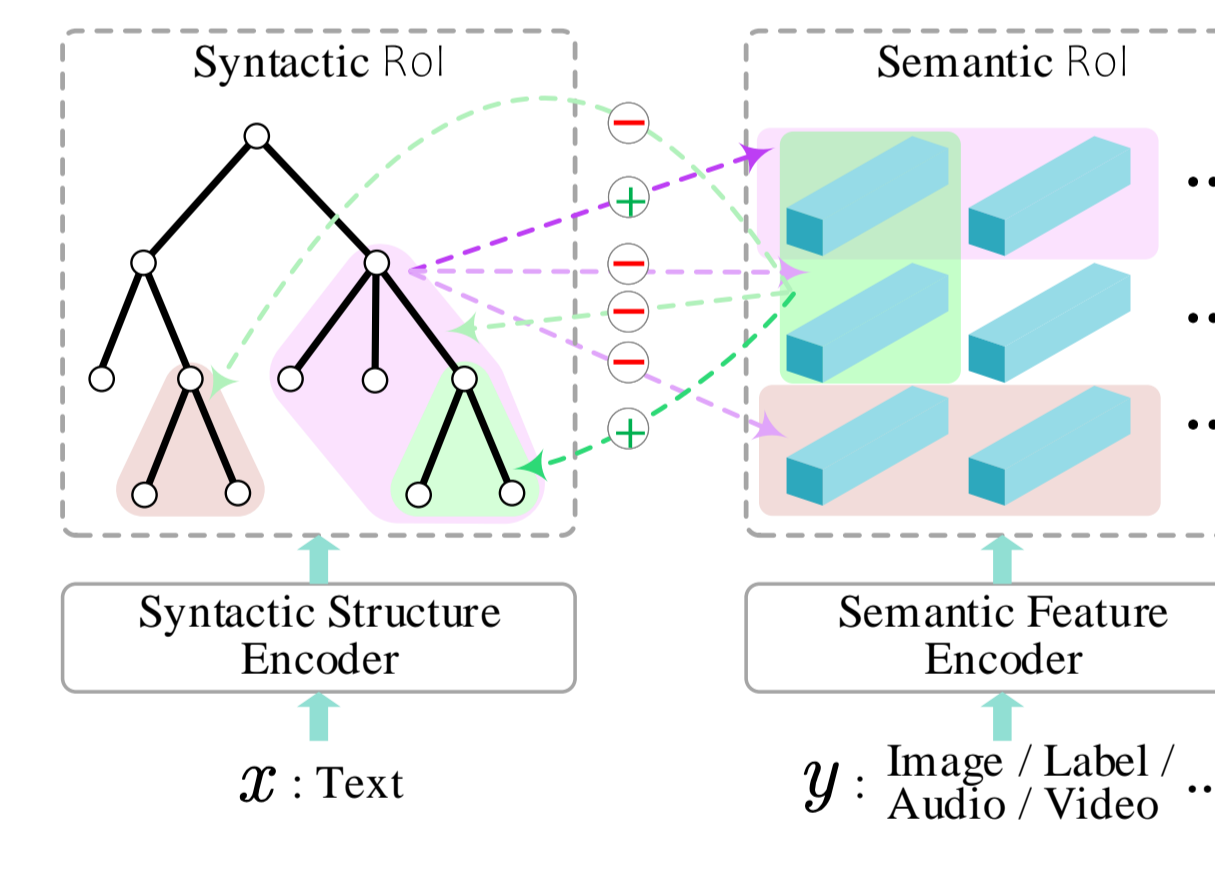 Syntactic RoI
Semantic RoI
Syntactic Structure
Encoder
Semantic Feature
Encoder
x : Text
y : Image / Label /
Audio / Video ..